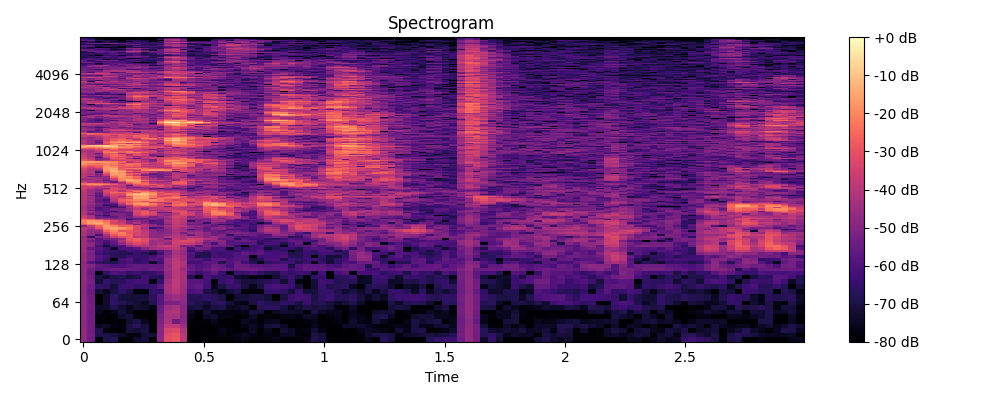 Spectrogram
Hz
4096
2048
1024
512
256
128
64
0
0
0.5
1
1.5
2
2.5
Time
+0 dB
-10 dB
-20 dB
-30 dB
-40 dB
-50 dB
-60 dB
-70 dB
-80 dB